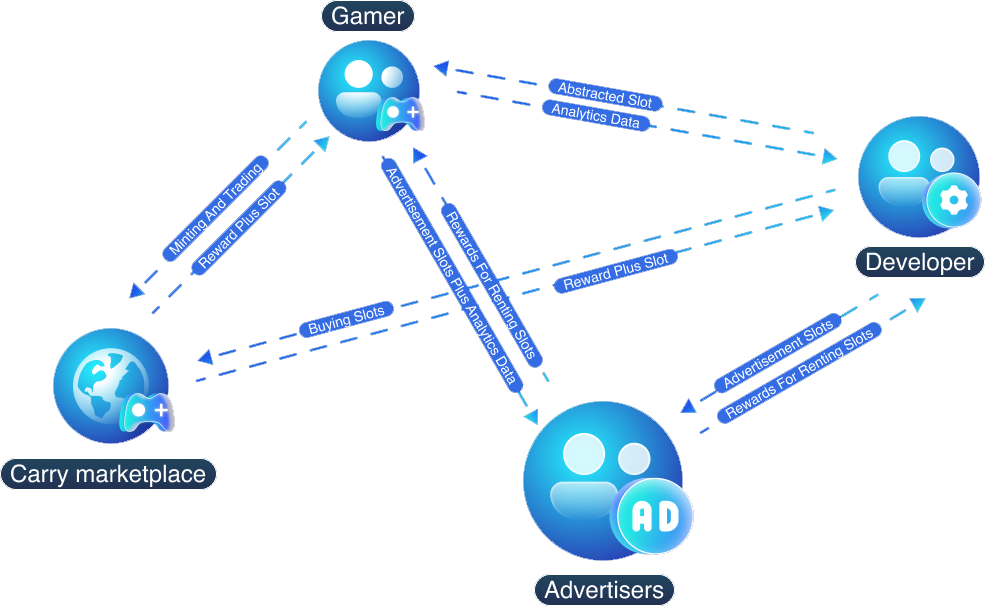 Gamer
Abstracted Slot
Analytics Data
Minting And Trading
Reward Plus Slot
Advertisement Slots Plus Analytics Data
Rewards For Renting Slots
Developer
Reward Plus Slot
Buying Slots
Advertisement Slots
Rewards For Renting Slots
Carry marketplace
AD
Advertisers